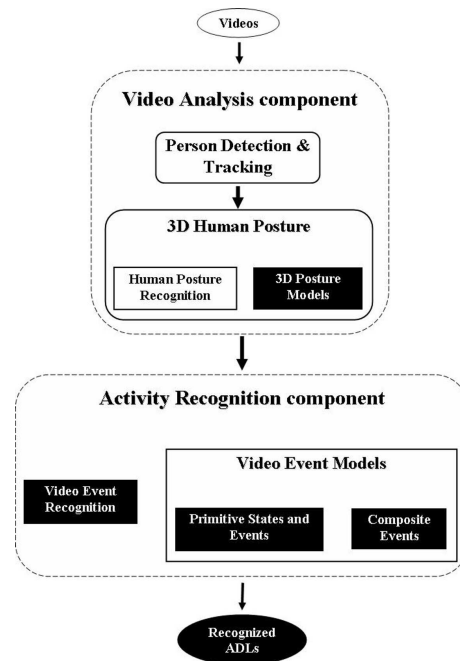 Videos
Video Analysis component
Person Detection &
Tracking
3D Human Posture
Human Posture
Recognition
3D Posture
Models
Activity Recognition component
Video Event Models
Video Event
Recognition
Primitive States and
Events
Composite
Events
Recognized
ADLs